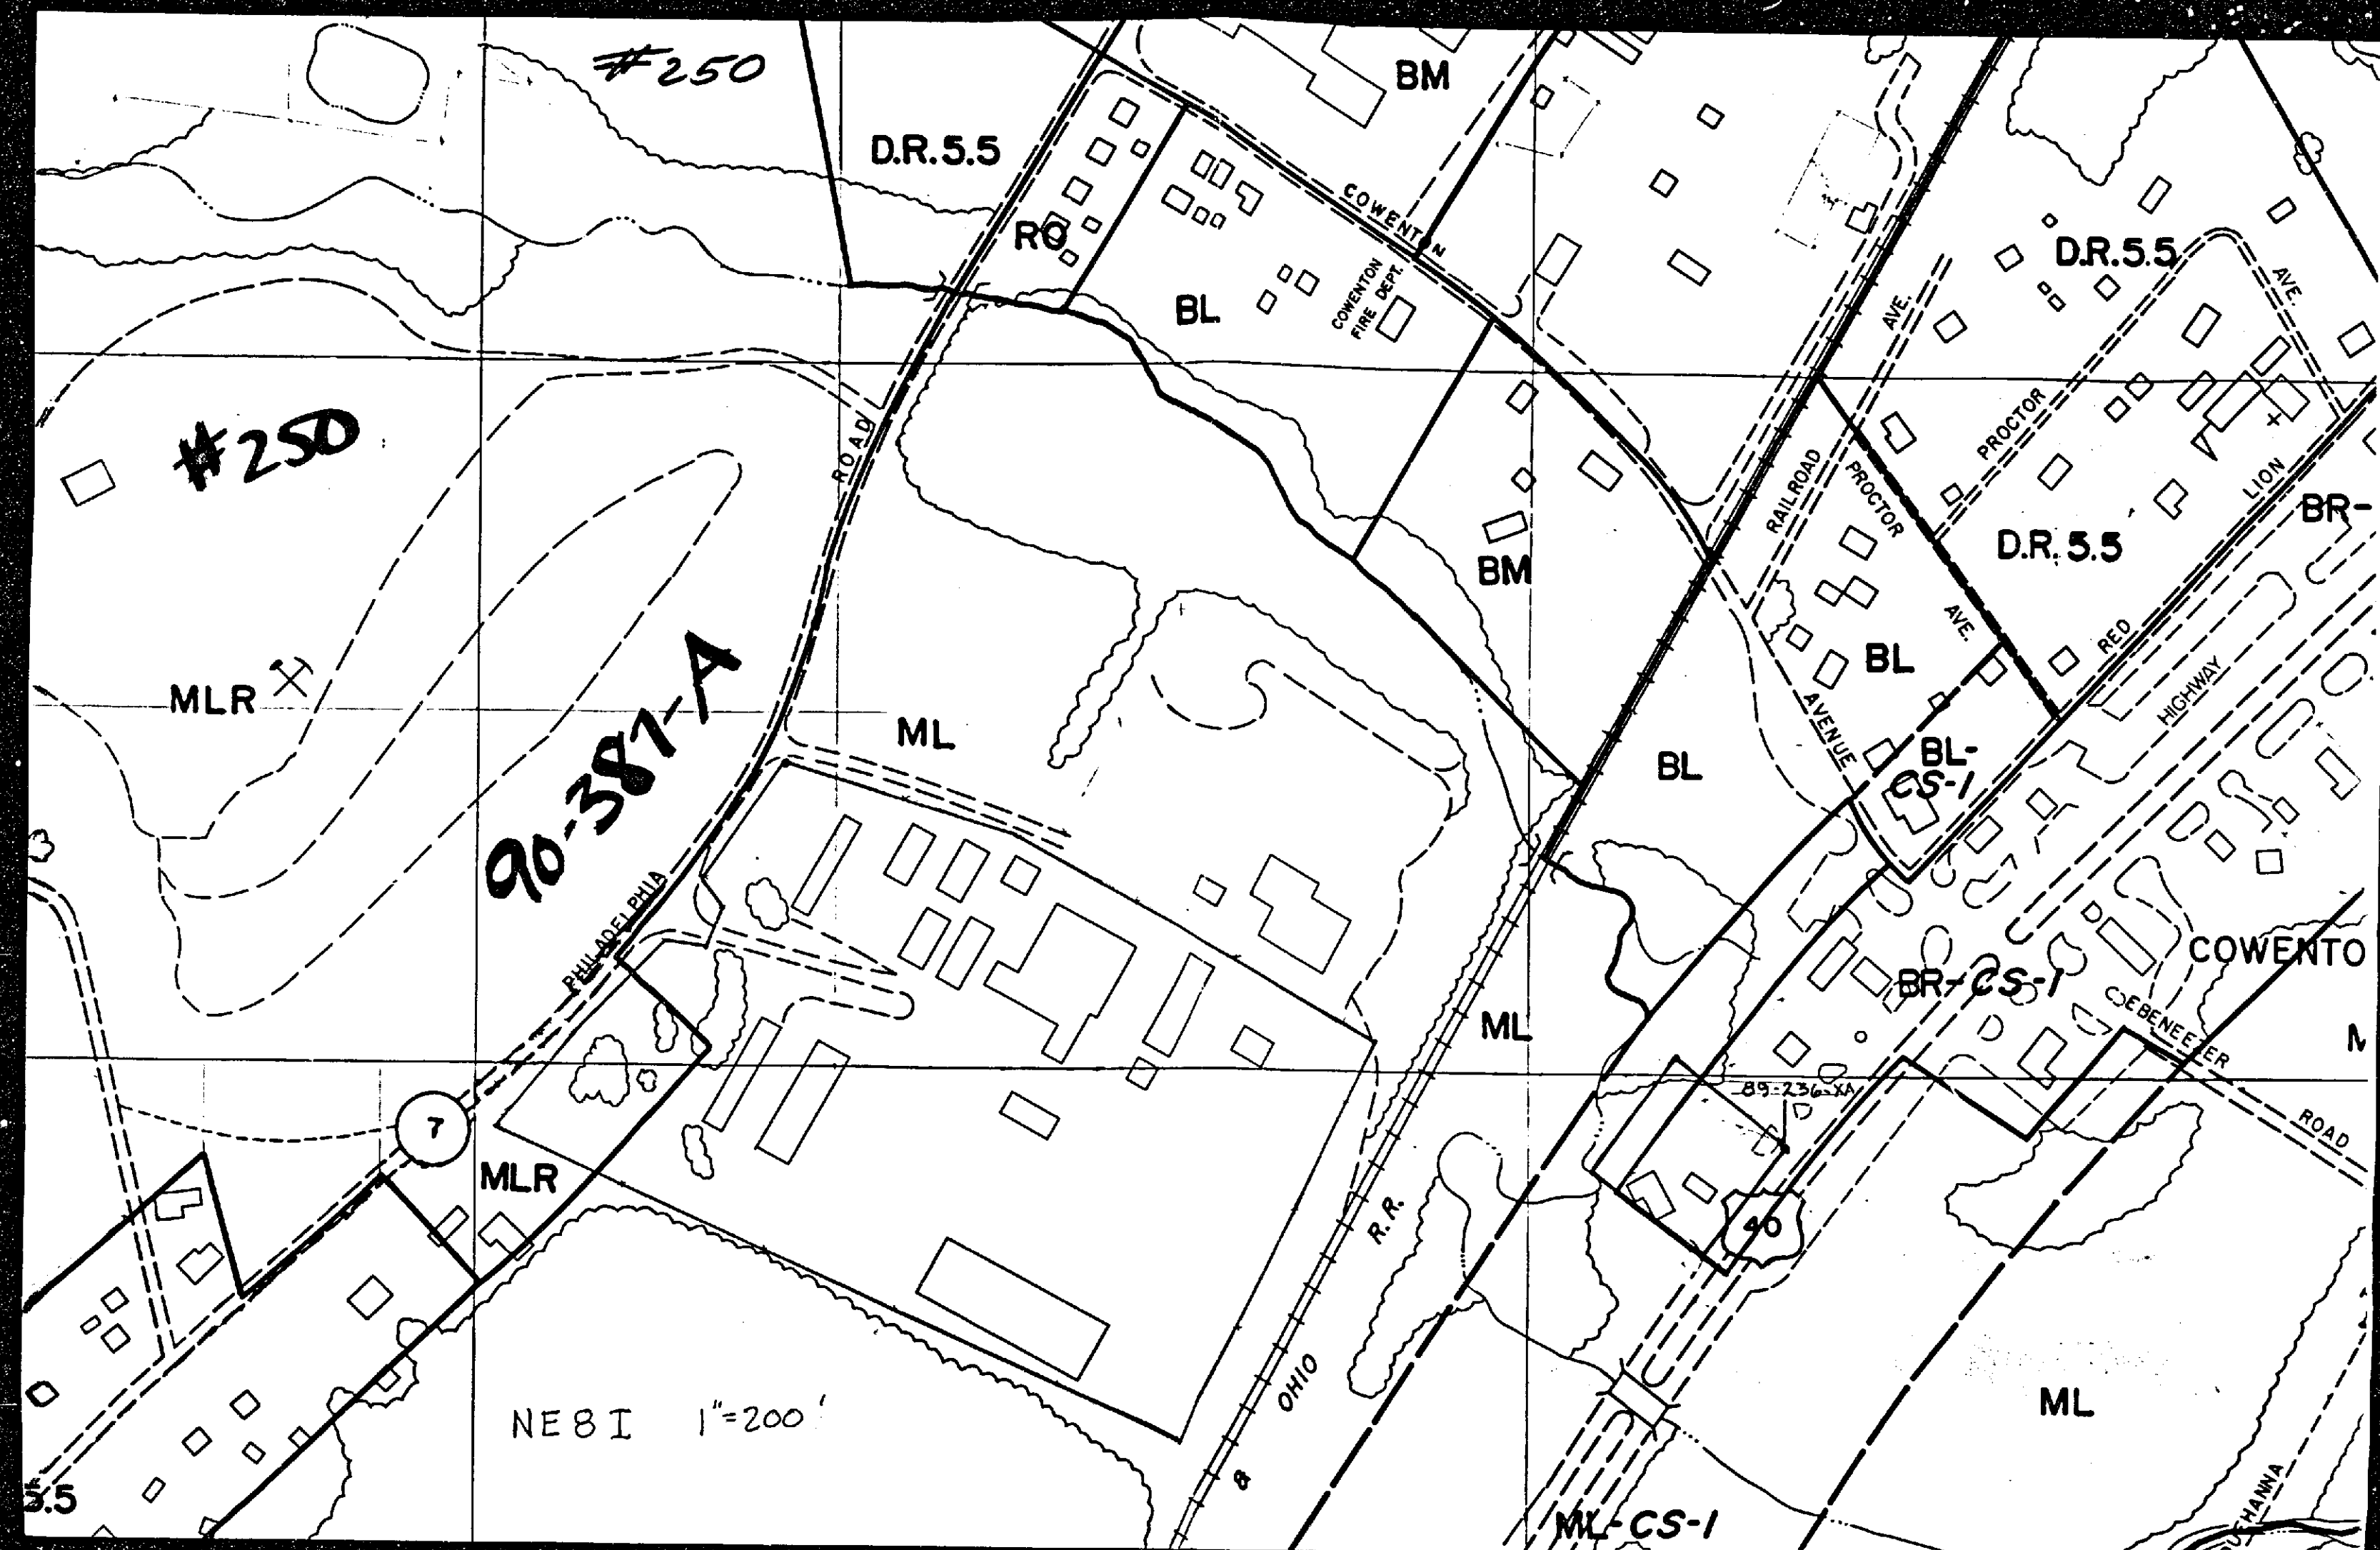 #250
BM
D.R.5.5
COWENTON
RO
D.R.5.5
AVE.
COWENTON
FIRE DEPT.
BL
AVE.
#250
ROAD
PROCTOR
RAILROAD
PROCTOR
LION
BR-
D.R.5.5
BM
AVE.
RED
BL
HIGHWAY
MLR
90-387-A
ML
AVENUE
BL
BL-
CS-1
PHILADELPHIA
COWENTO
BR-CS-1
EBENEEZER
ML
89-236-XA
ROAD
7
MLR
R.R.
40
OHIO
ML
NE8I 1"=200'
&
5.5
ML-CS-1